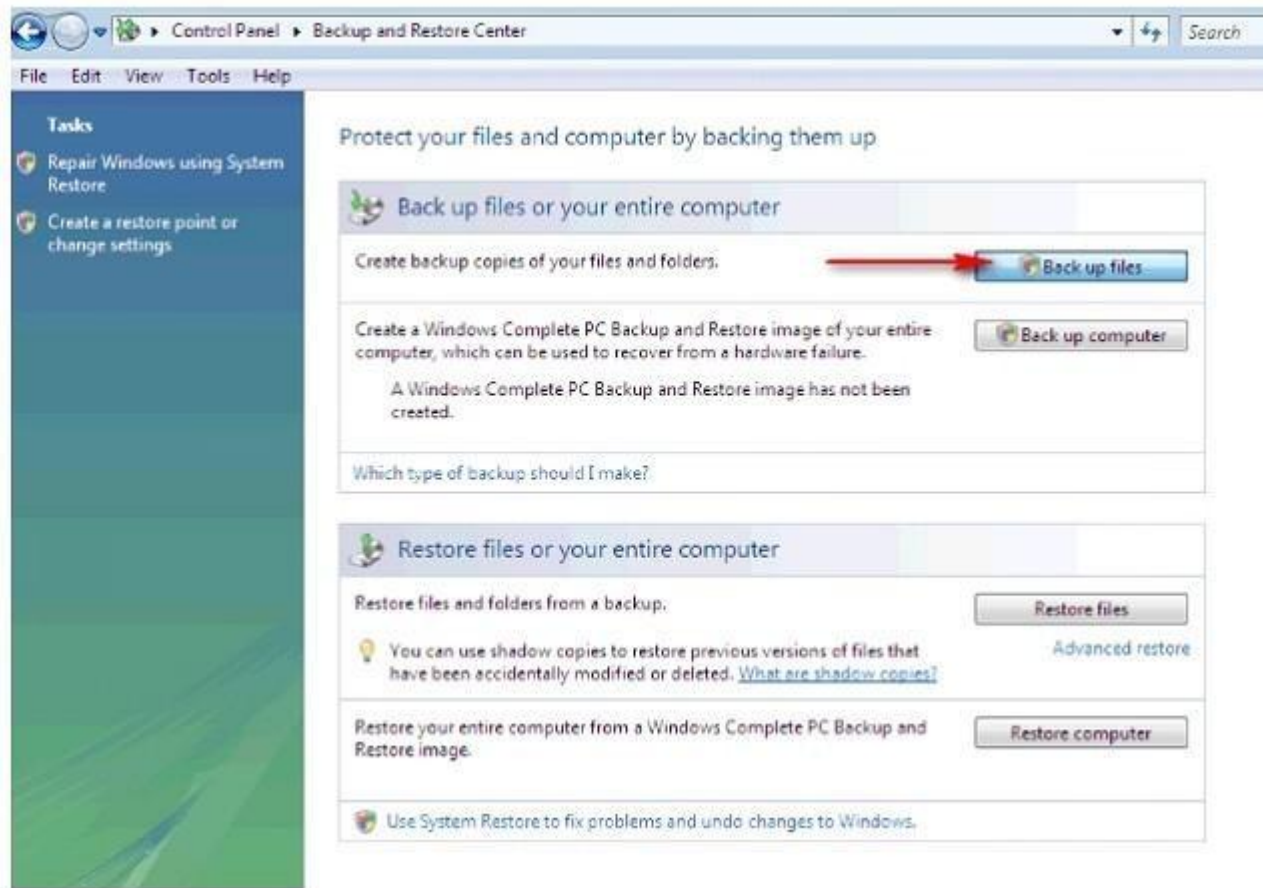 Control Panel Backup and Restore Center Search
File Edit View Tools Help
Tasks
Repair Windows using System
Restore
Create a restore point or
change settings
Protect your files and computer by backing them up
Back up files or your entire computer
Create backup copies of your files and folders.
Back up files
Create a Windows Complete PC Backup and Restore image of your entire
computer, which can be used to recover from a hardware failure.
Back up computer
A Windows Complete PC Backup and Restore image has not been
created.
Which type of backup should I make?
Restore files or your entire computer
Restore files and folders from a backup.
Restore files
You can use shadow copies to restore previous versions of files that
have been accidentally modified or deleted. What are shadow copies?
Advanced restore
Restore your entire computer from a Windows Complete PC Backup and
Restore image.
Restore computer
Use System Restore to fix problems and undo changes to Windows.